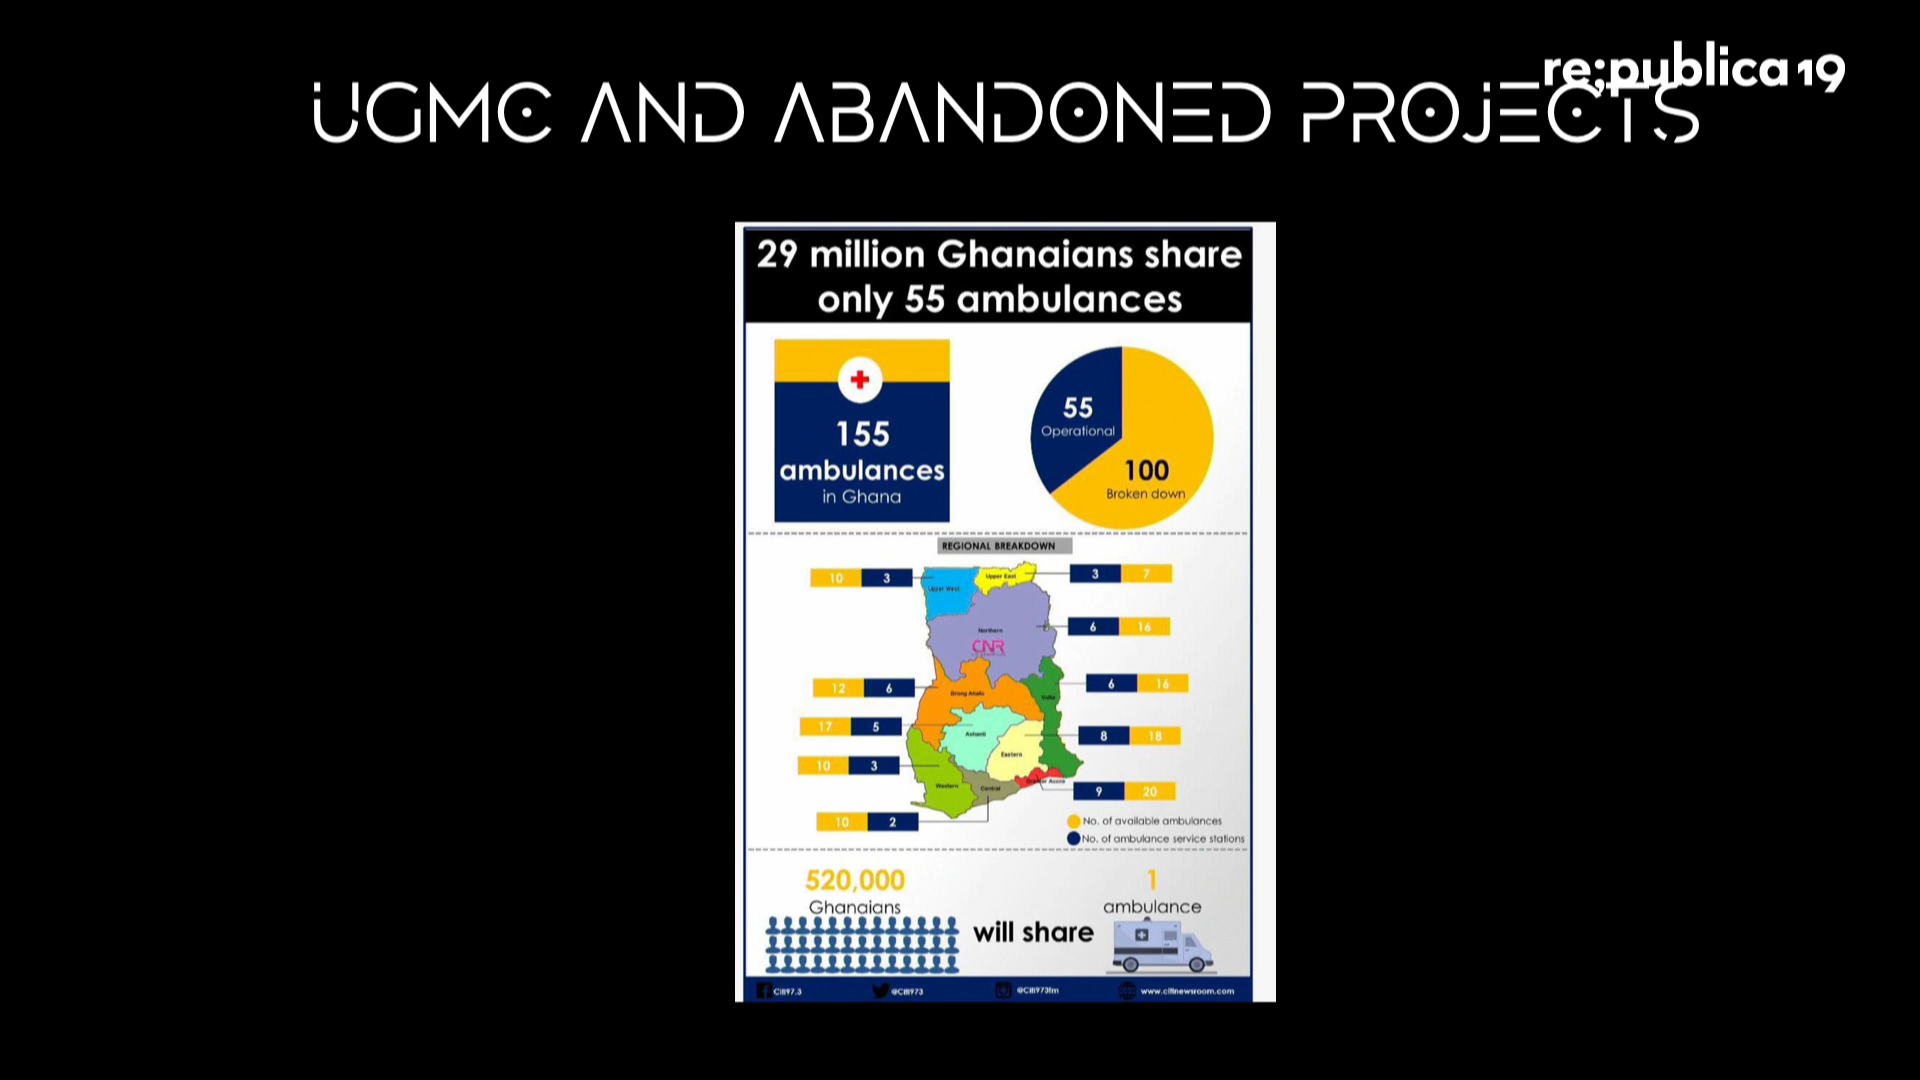 re;publica 19
UGMC AND ABANDONED PROJECTS
29 million Ghanaians share
only 55 ambulances
155
ambulances
in Ghana
55
Operational
100
Broken down
REGIONAL BREAKDOWN
10 3
Upper West
Upper East
3 7
Northern
6 16
CNR
12 6
Brong Ahafo
Volta
6 16
17 5
Ashanti
8 18
Eastern
10 3
Western
Central
Greater Accra
9 20
10 2
No. of available ambulances
No. of ambulance service stations
520,000
Ghanaians
will share
1
ambulance
Citi97.3
@Citi973
@Citi973fm
www.citinewsroom.com